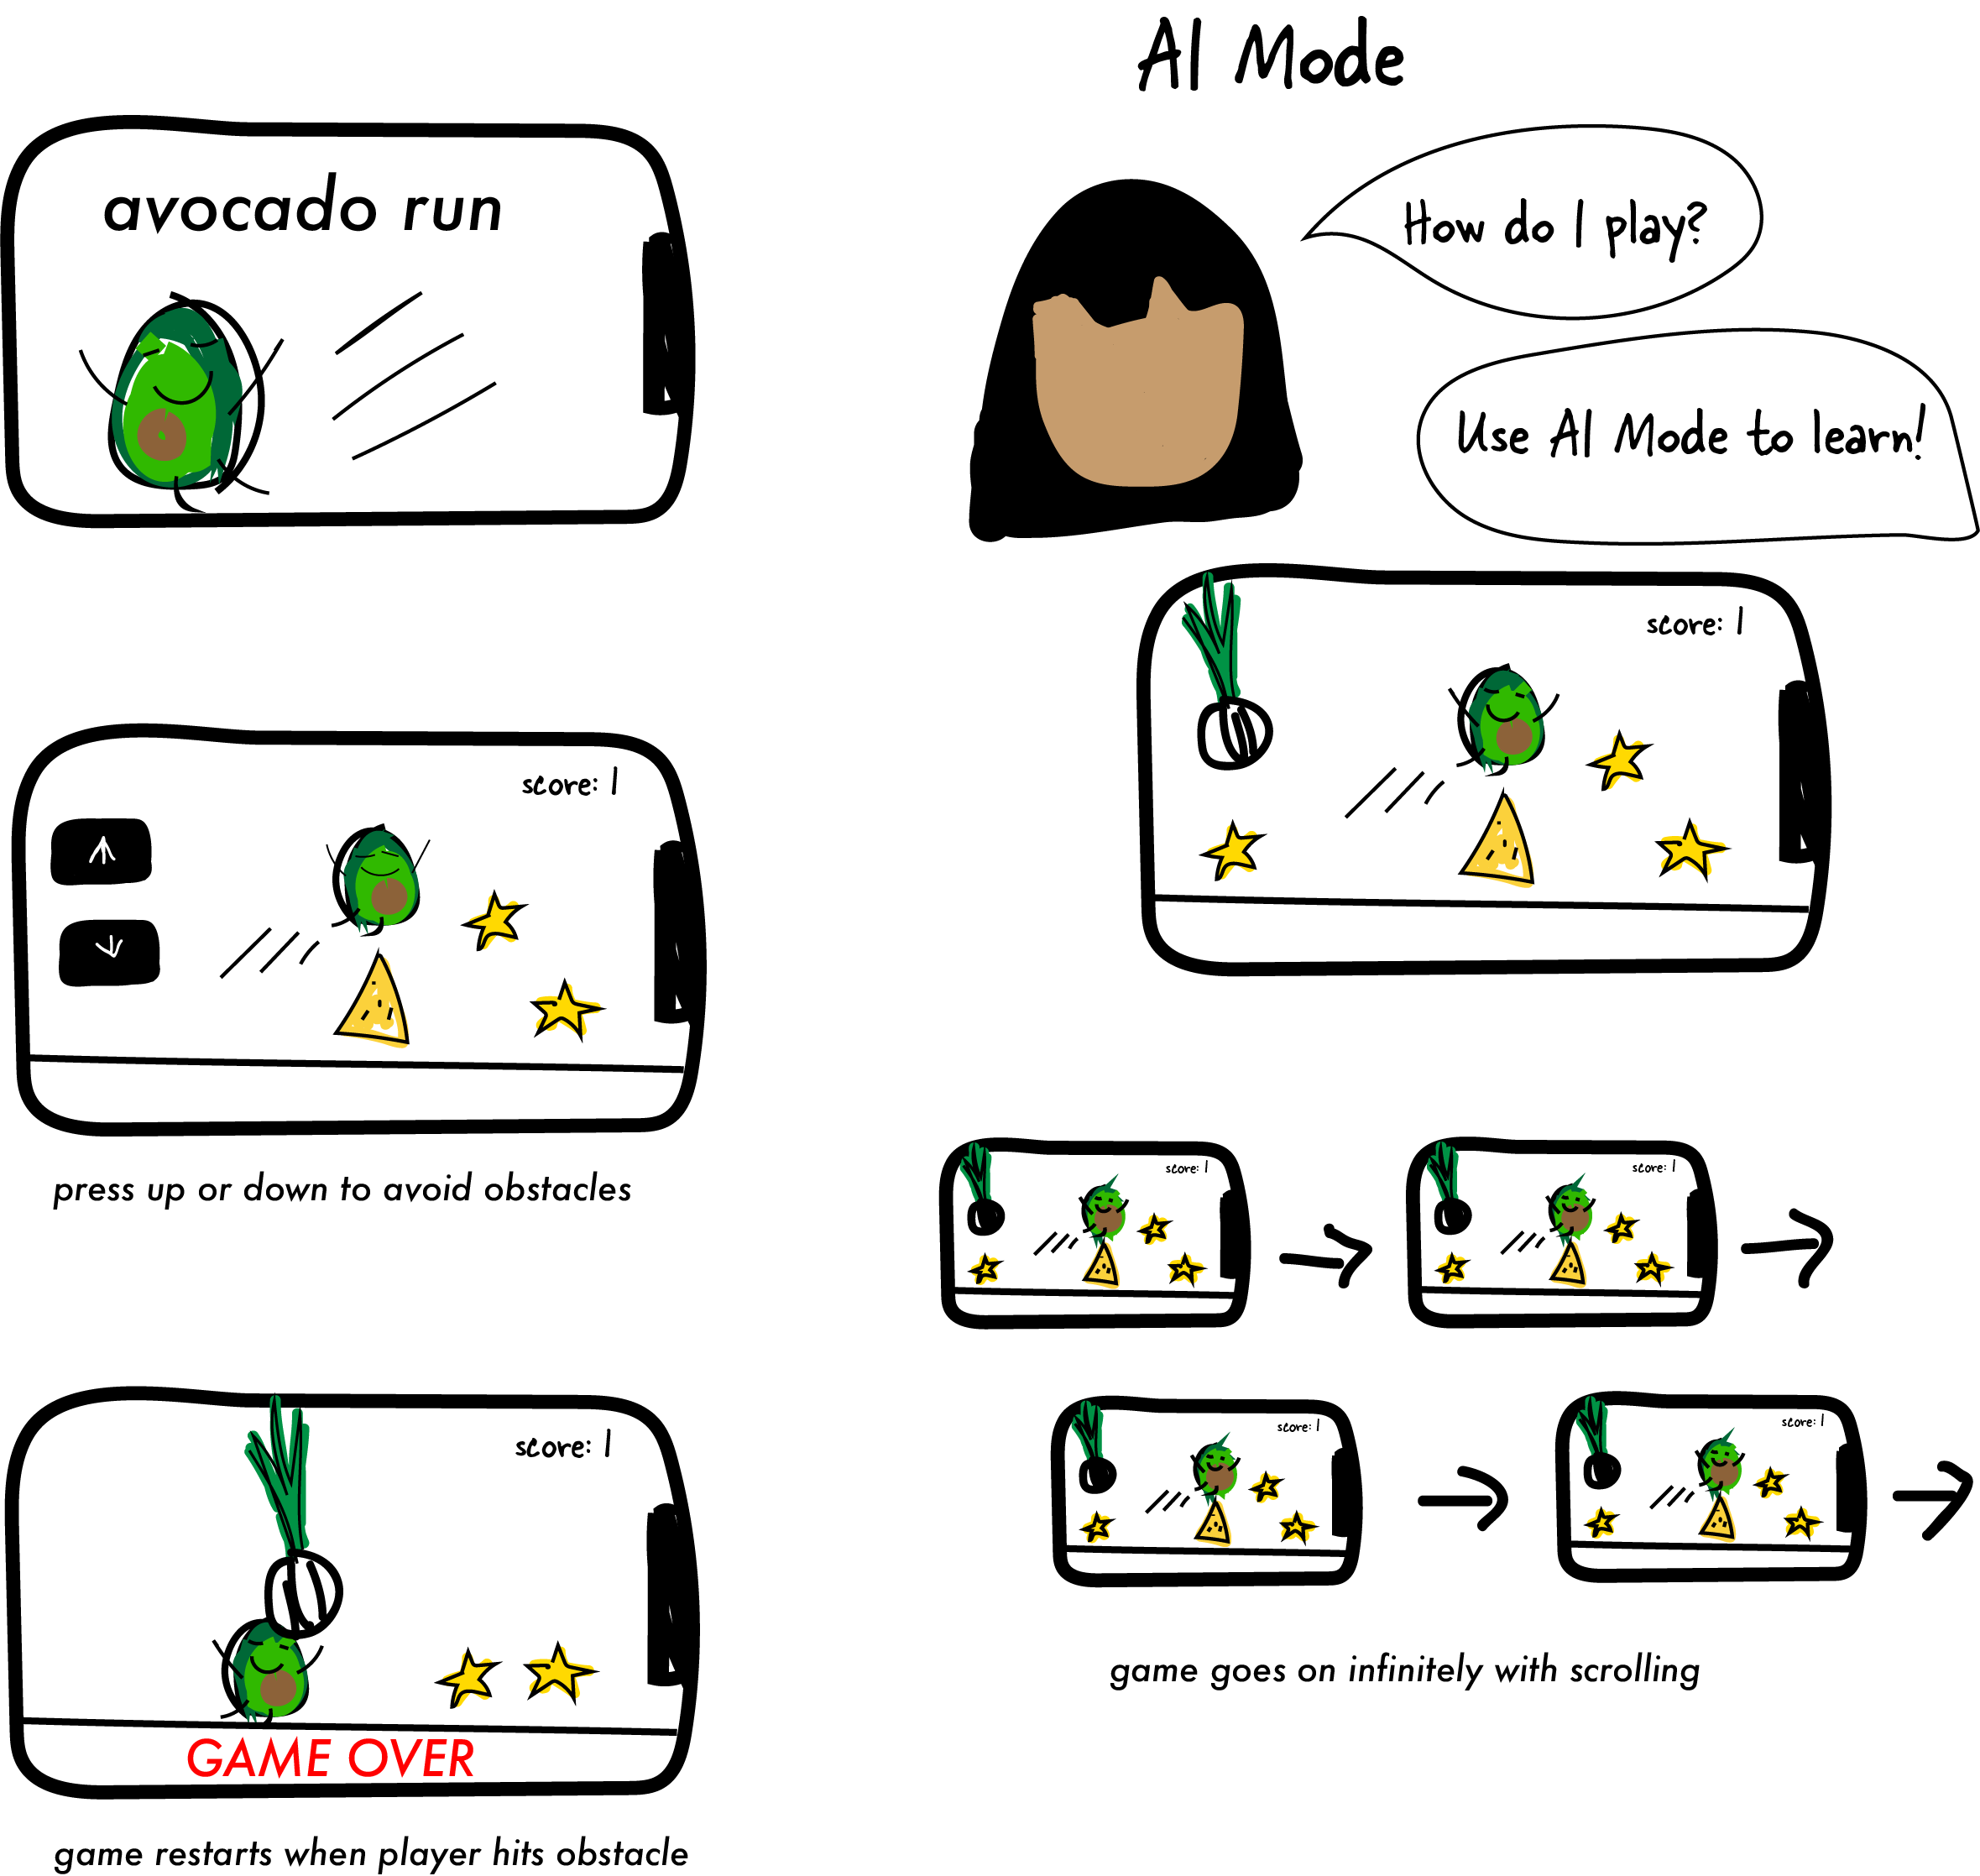 AI Mode
avocado run
How do I play?
Use AI Mode to learn!
score: 1
score: 1
press up or down to avoid obstacles
score: 1
score: 1
score: 1
score: 1
score: 1
GAME OVER
game goes on infinitely with scrolling
game restarts when player hits obstacle